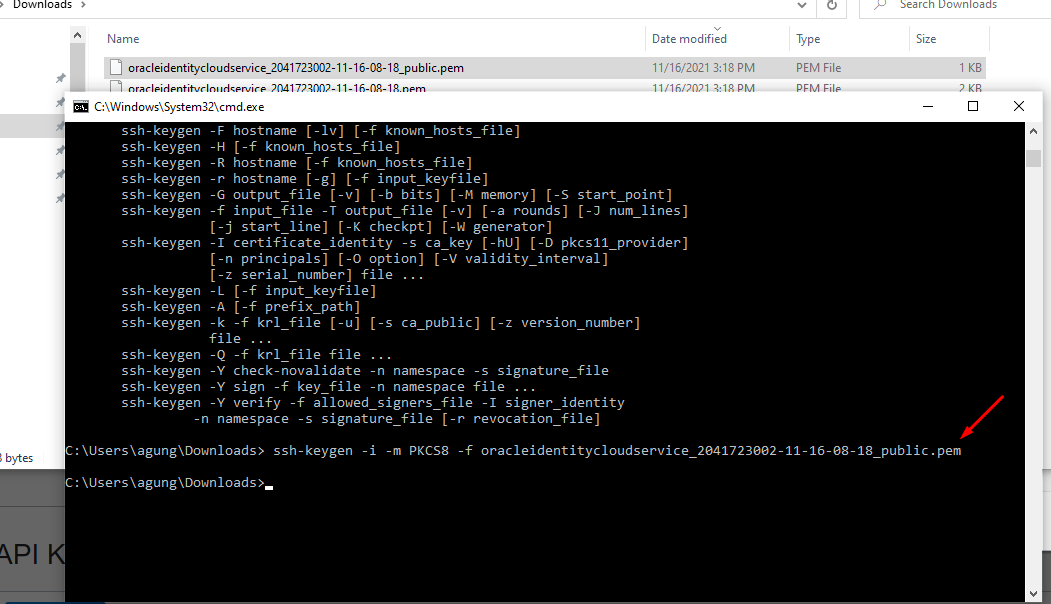 Downloads
Search Downloads
Name Date modified Type Size
oracleidentitycloudservice_2041723002-11-16-08-18_public.pem 11/16/2021 3:18 PM PEM File 1 KB
oracleidentitycloudservice_2041723002-11-16-08-18.pem 11/16/2021 3:18 PM PEM File 2 KB
C:\Windows\System32\cmd.exe
ssh-keygen -F hostname [-lv] [-f known_hosts_file]
ssh-keygen -H [-f known_hosts_file]
ssh-keygen -R hostname [-f known_hosts_file]
ssh-keygen -r hostname [-g] [-f input_keyfile]
ssh-keygen -G output_file [-v] [-b bits] [-M memory] [-S start_point]
ssh-keygen -f input_file -T output_file [-v] [-a rounds] [-J num_lines]
[-j start_line] [-K checkpt] [-W generator]
ssh-keygen -I certificate_identity -s ca_key [-hU] [-D pkcs11_provider]
[-n principals] [-O option] [-V validity_interval]
[-z serial_number] file ...
ssh-keygen -L [-f input_keyfile]
ssh-keygen -A [-f prefix_path]
ssh-keygen -k -f krl_file [-u] [-s ca_public] [-z version_number]
file ...
ssh-keygen -Q -f krl_file file ...
ssh-keygen -Y check-novalidate -n namespace -s signature_file
ssh-keygen -Y sign -f key_file -n namespace file ...
ssh-keygen -Y verify -f allowed_signers_file -I signer_identity
-n namespace -s signature_file [-r revocation_file]
C:\Users\agung\Downloads> ssh-keygen -i -m PKCS8 -f oracleidentitycloudservice_2041723002-11-16-08-18_public.pem
bytes
C:\Users\agung\Downloads>
API K